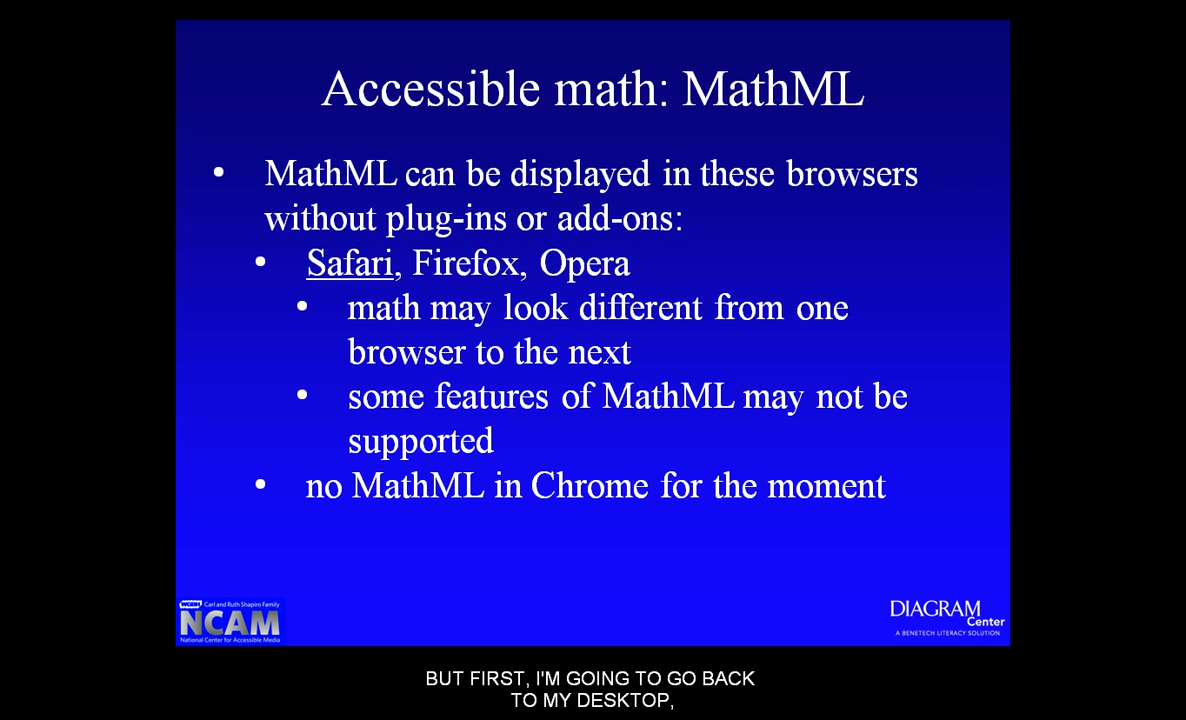 Accessible math: MathML
• MathML can be displayed in these browsers
without plug-ins or add-ons:
• Safari, Firefox, Opera
• math may look different from one
browser to the next
• some features of MathML may not be
supported
• no MathML in Chrome for the moment
WGBH Carl and Ruth Shapiro Family
NCAM
National Center for Accessible Media
DIAGRAM
Center
A BENETECH LITERACY SOLUTION
BUT FIRST, I'M GOING TO GO BACK
TO MY DESKTOP,